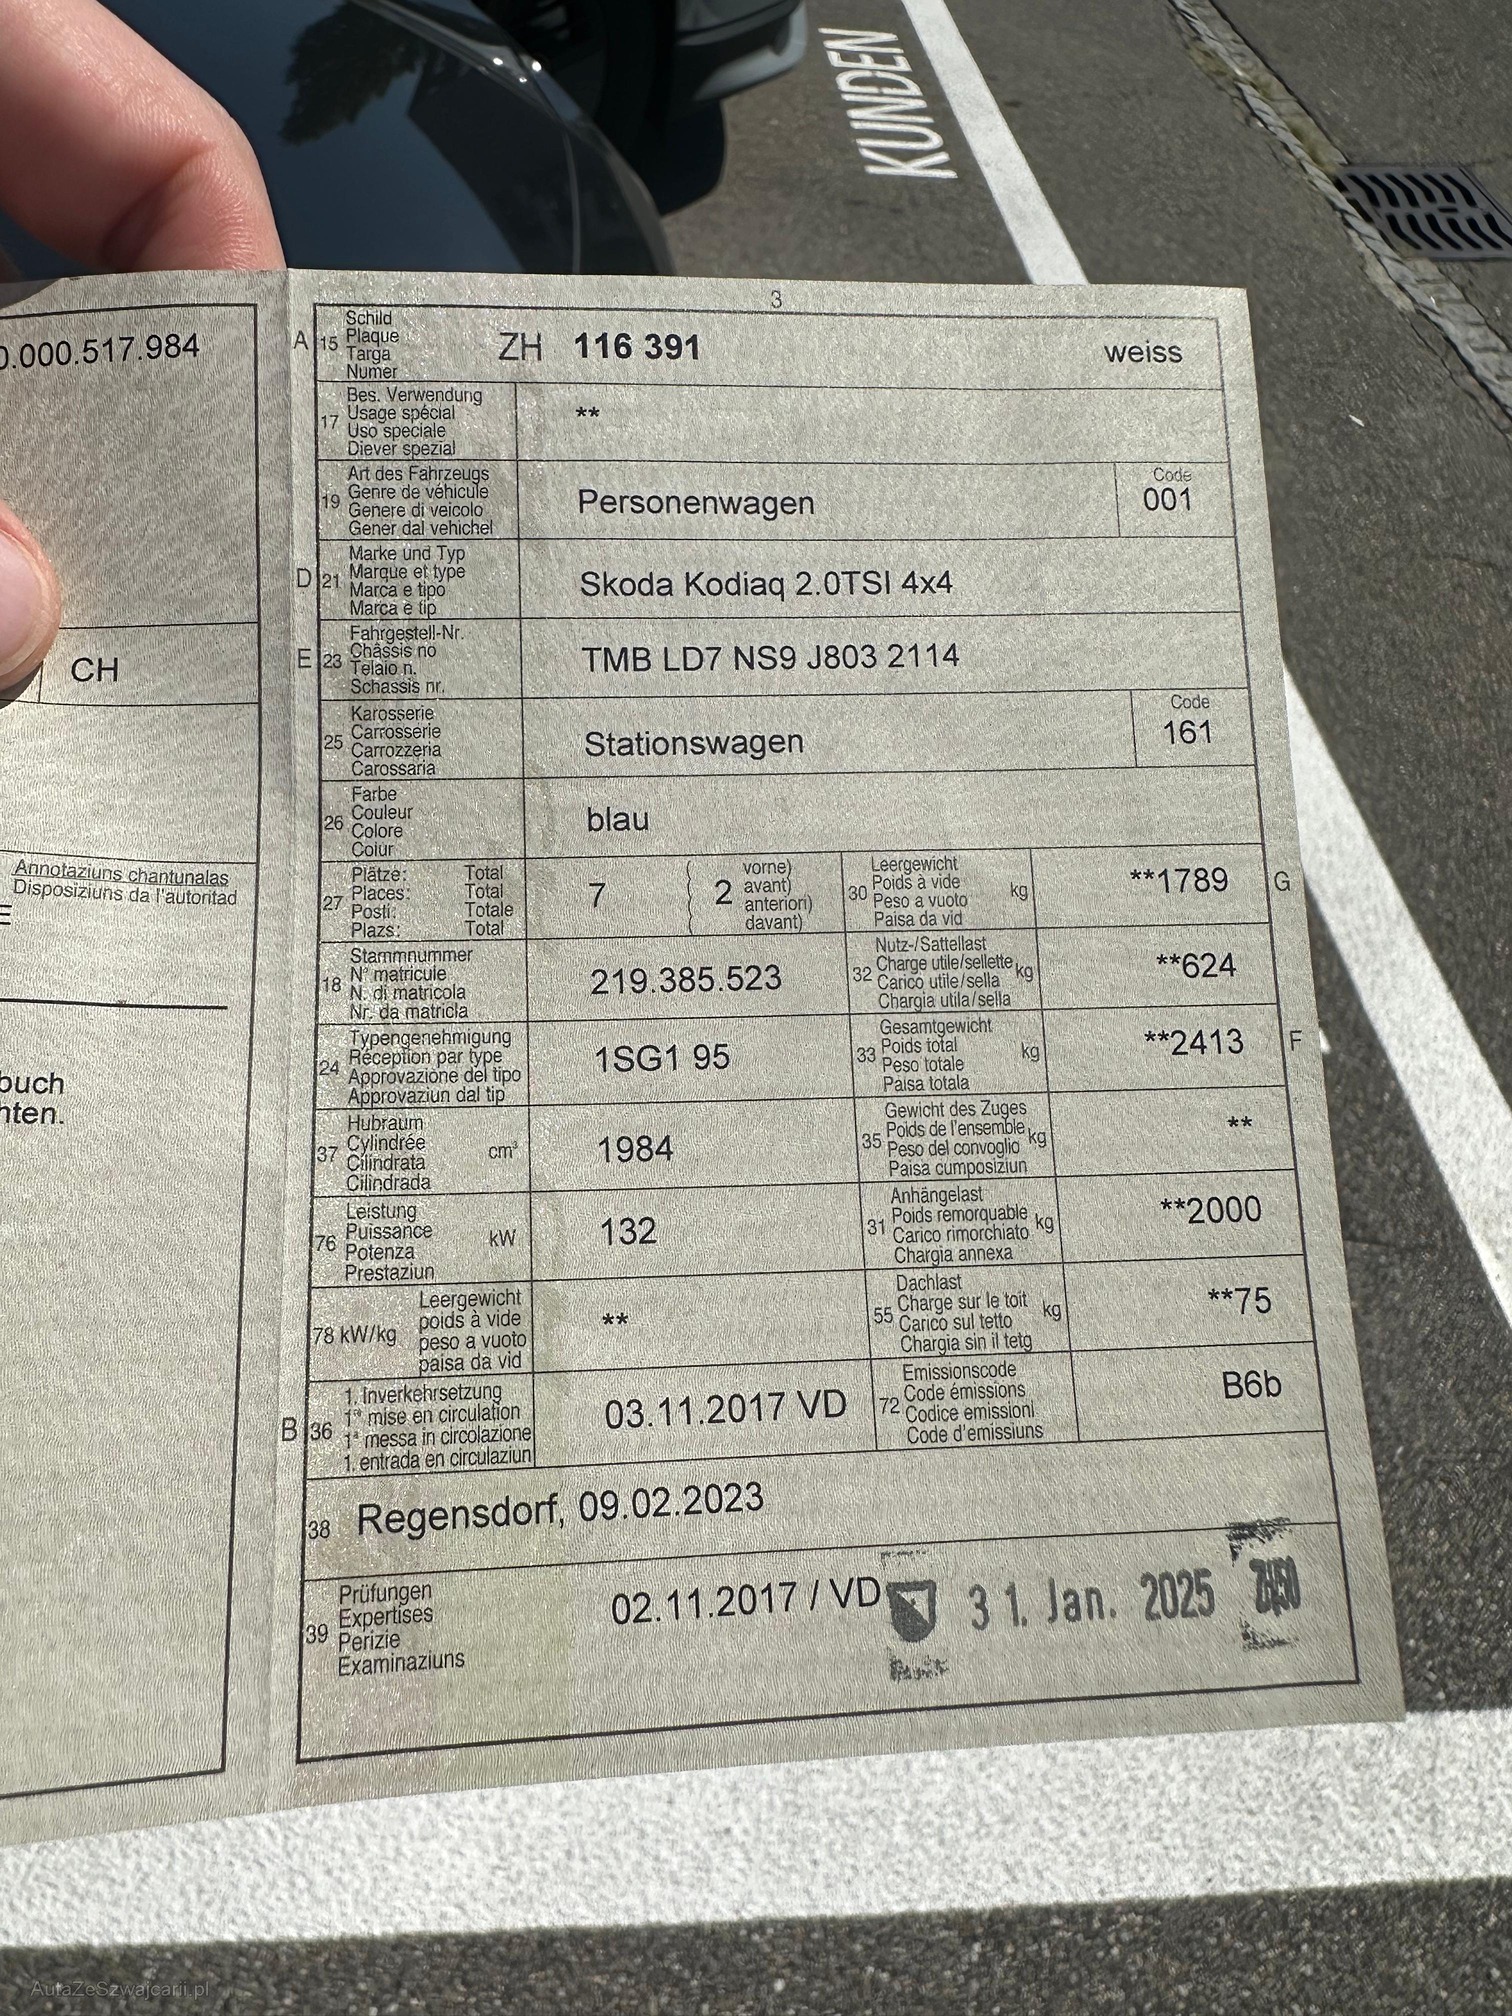 KUNDEN
0.000.517.984
CH
Annotaziuns chantunalas
Disposiziuns da l'autoritad
E
buch
hten.
3
A 15 Schild
Plaque
Targa
Numer
ZH 116 391 weiss
17 Bes. Verwendung
Usage spécial
Uso speciale
Diever spezial
**
19 Art des Fahrzeugs
Genre de véhicule
Genere di veicolo
Gener dal vehichel
Personenwagen
Code
001
D 21 Marke und Typ
Marque et type
Marca e tipo
Marca e tip
Skoda Kodiaq 2.0TSI 4x4
E 23 Fahrgestell-Nr.
Châssis no
Telaio n.
Schassis nr.
TMB LD7 NS9 J803 2114
25 Karosserie
Carrosserie
Carrozzeria
Carossaria
Stationswagen
Code
161
26 Farbe
Couleur
Colore
Colur
blau
27 Plätze: Total
Places: Total
Posti: Totale
Plazs: Total
7 ( 2 vorne)
avant)
anteriori)
davant)
30 Leergewicht
Poids à vide
Peso a vuoto
Paisa da vid
kg
**1789
G
18 Stammnummer
N° matricule
N. di matricola
Nr. da matricla
219.385.523
32 Nutz-/Sattellast
Charge utile/sellette
Carico utile/sella
Chargia utila/sella
kg
**624
24 Typengenehmigung
Réception par type
Approvazione del tipo
Approvaziun dal tip
1SG1 95
33 Gesamtgewicht
Poids total
Peso totale
Paisa totala
kg
**2413
F
37 Hubraum
Cylindrée
Cilindrata
Cilindrada
cm³
1984
35 Gewicht des Zuges
Poids de l'ensemble
Peso del convoglio
Paisa cumposiziun
kg
**
76 Leistung
Puissance
Potenza
Prestaziun
kW
132
31 Anhängelast
Poids remorquable
Carico rimorchiato
Chargia annexa
kg
**2000
78 kW/kg
Leergewicht
poids à vide
peso a vuoto
paisa da vid
**
55 Dachlast
Charge sur le toit
Carico sul tetto
Chargia sin il tetg
kg
**75
B 36 1. Inverkehrsetzung
1re mise en circulation
1a messa in circolazione
1. entrada en circulaziun
03.11.2017 VD
72 Emissionscode
Code émissions
Codice emissioni
Code d'emissiuns
B6b
38 Regensdorf, 09.02.2023
39 Prüfungen
Expertises
Perizie
Examinaziuns
02.11.2017 / VD
31. Jan. 2025
AutaZeSzwajcarii.pl